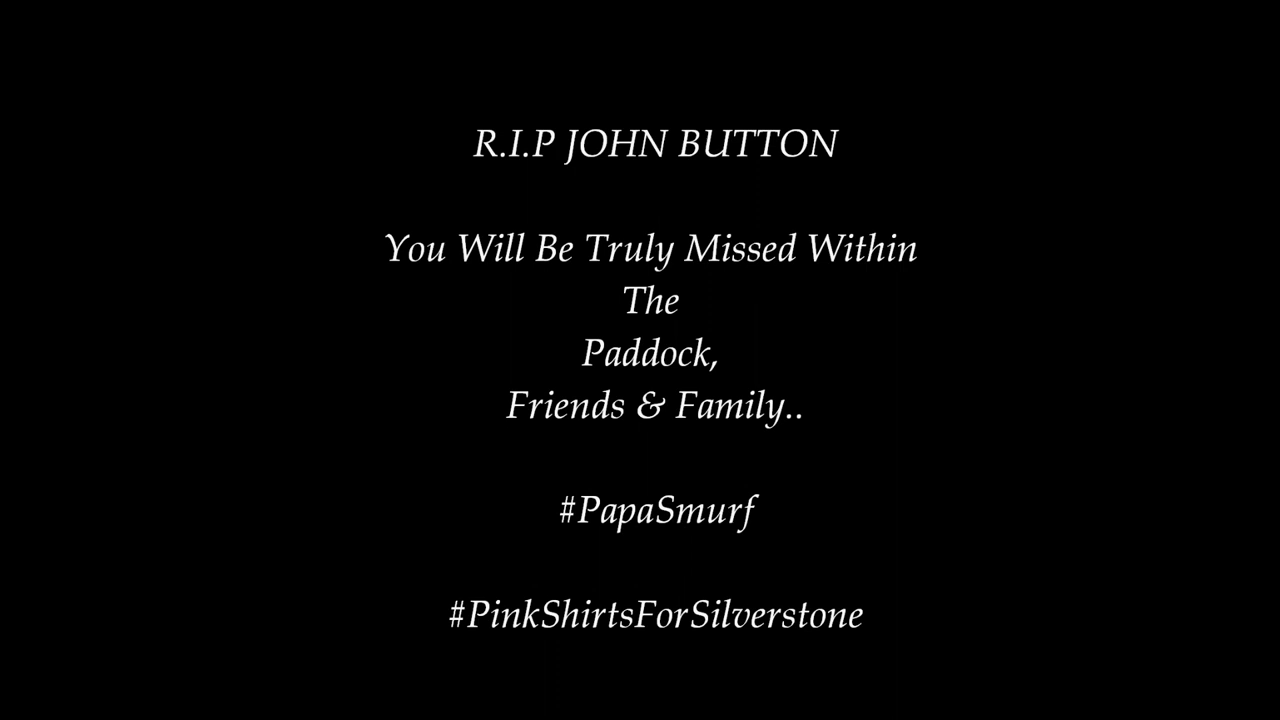 R.I.P JOHN BUTTON
You Will Be Truly Missed Within
The
Paddock,
Friends & Family..
#PapaSmurf
#PinkShirtsForSilverstone